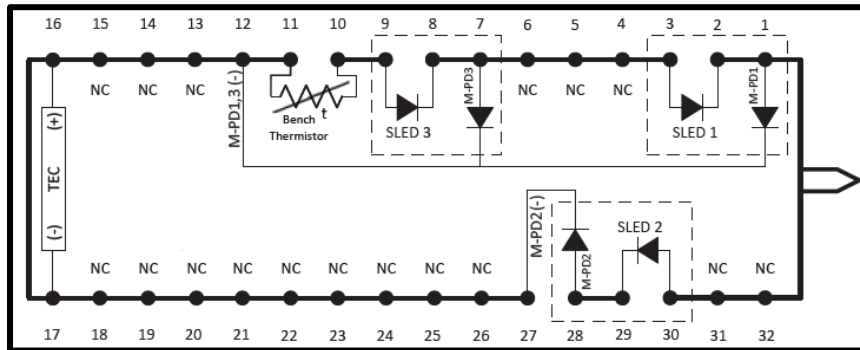 16 15 14 13 12 11 10 9 8 7 6 5 4 3 2 1
NC NC NC NC NC NC
M-PD1,3 (-)
t
Bench
Thermistor
SLED 3
M-PD3
SLED 1
M-PD1
(+)
TEC
(-)
M-PD2 (-)
M-PD2
SLED 2
NC NC NC NC NC NC NC NC NC NC NC
17 18 19 20 21 22 23 24 25 26 27 28 29 30 31 32